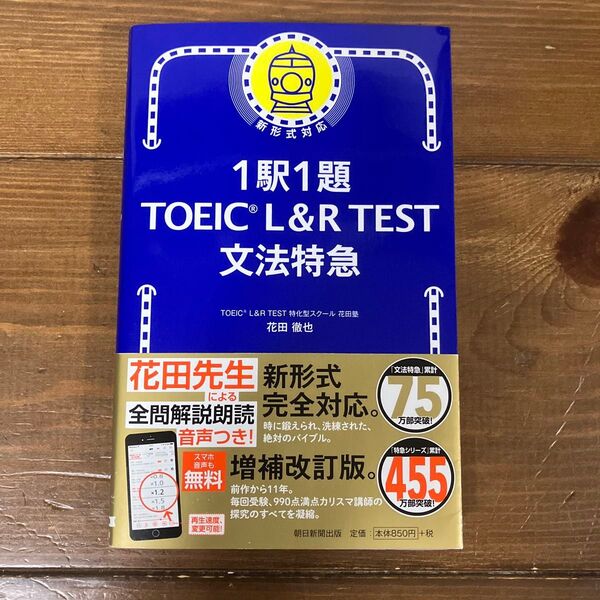 新形式対応
1駅1題
TOEIC® L&R TEST
文法特急
TOEIC® L&R TEST 特化型スクール 花田塾
花田 徹也
花田先生
による
全問解説朗読
音声つき!
スマホ
音声も
無料
再生速度、
変更可能!
×1.0
×1.2
×1.5
新形式
完全対応。
時に鍛えられ、洗練された、
絶対のバイブル。
増補改訂版。
前作から11年。
毎回受験、990点満点カリスマ講師の
探究のすべてを凝縮。
「文法特急」累計
75
万部突破!
「特急シリーズ」累計
455
万部突破!
朝日新聞出版 定価:本体850円+税